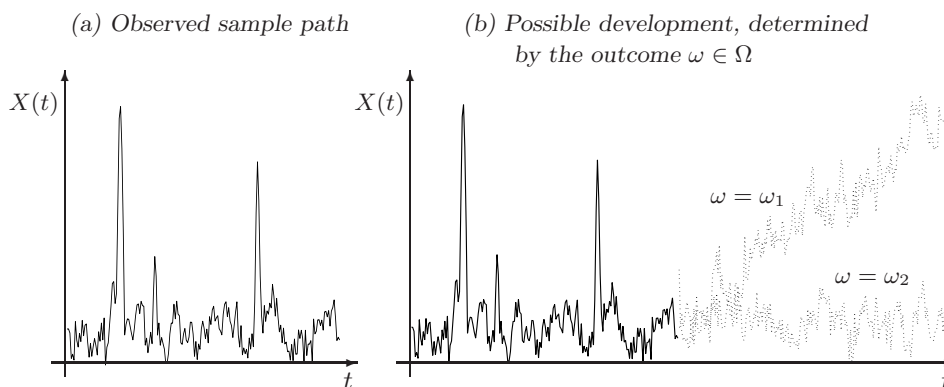 (a) Observed sample path
(b) Possible development, determined
by the outcome ω ∈ Ω
X(t)
t
X(t)
ω = ω₁
ω = ω₂
t